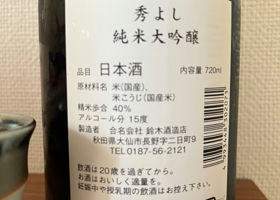 秀よし
純米大吟醸
品目 日本酒 内容量 720ml
原材料名 米(国産)、
米こうじ(国産米)
精米歩合 40%
アルコール分 15度
製造者 合名会社 鈴木酒造店
秋田県大仙市長野字二日町9
TEL.0187-56-2121
飲酒は20歳を過ぎてから。
お酒はおいしく適量を。
妊娠中や授乳期の飲酒はお控え下さい。
4993448302071